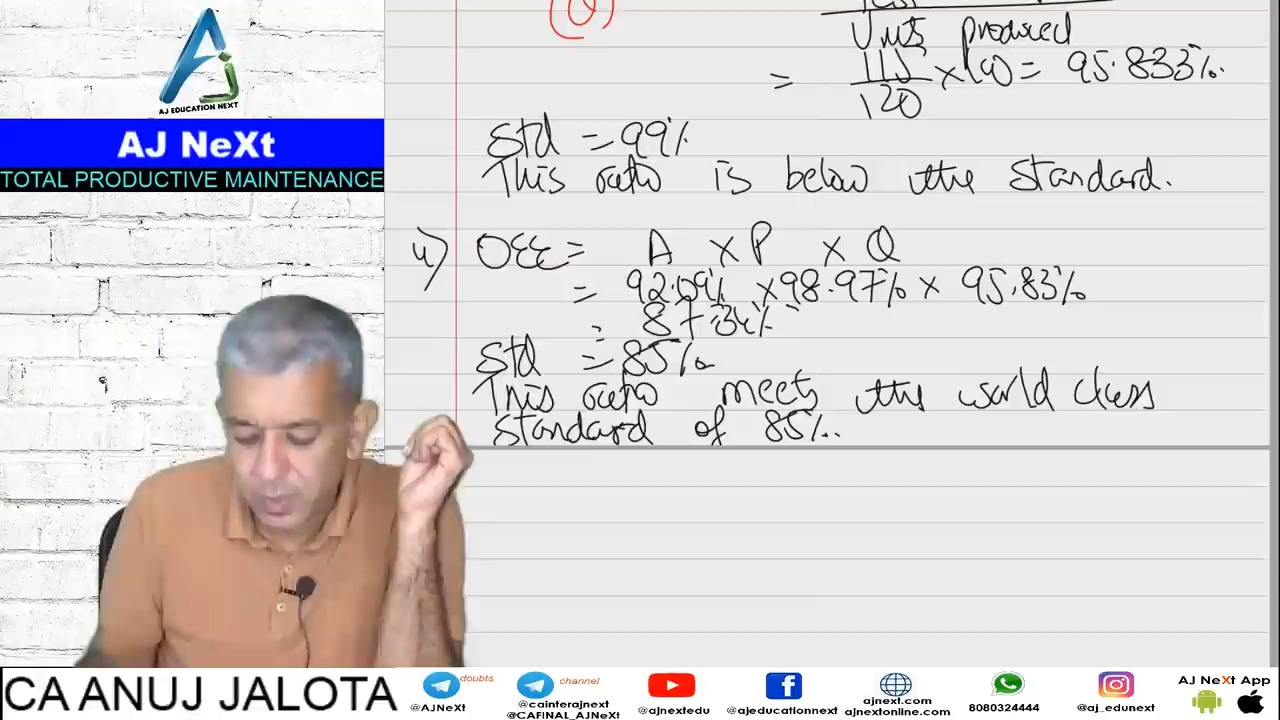 AJ EDUCATION NEXT
AJ NeXt
TOTAL PRODUCTIVE MAINTENANCE
Units produced
= 115/120 × 100 = 95.833%
Std = 99%
This ratio is below the standard.
OEE = A × P × Q
= 92.09% × 98.97% × 95.83%
= 87.34%
Std = 85%
This ratio meets the world class
standard of 85%.
CA ANUJ JALOTA
doubts
@AJNeXt
channel
@cainterajnext
@CAFINAL_AJNeXt
@ajnextedu
@ajeducationnext
ajnext.com
ajnextonline.com
8080324444
@aj_edunext
AJ NeXt App